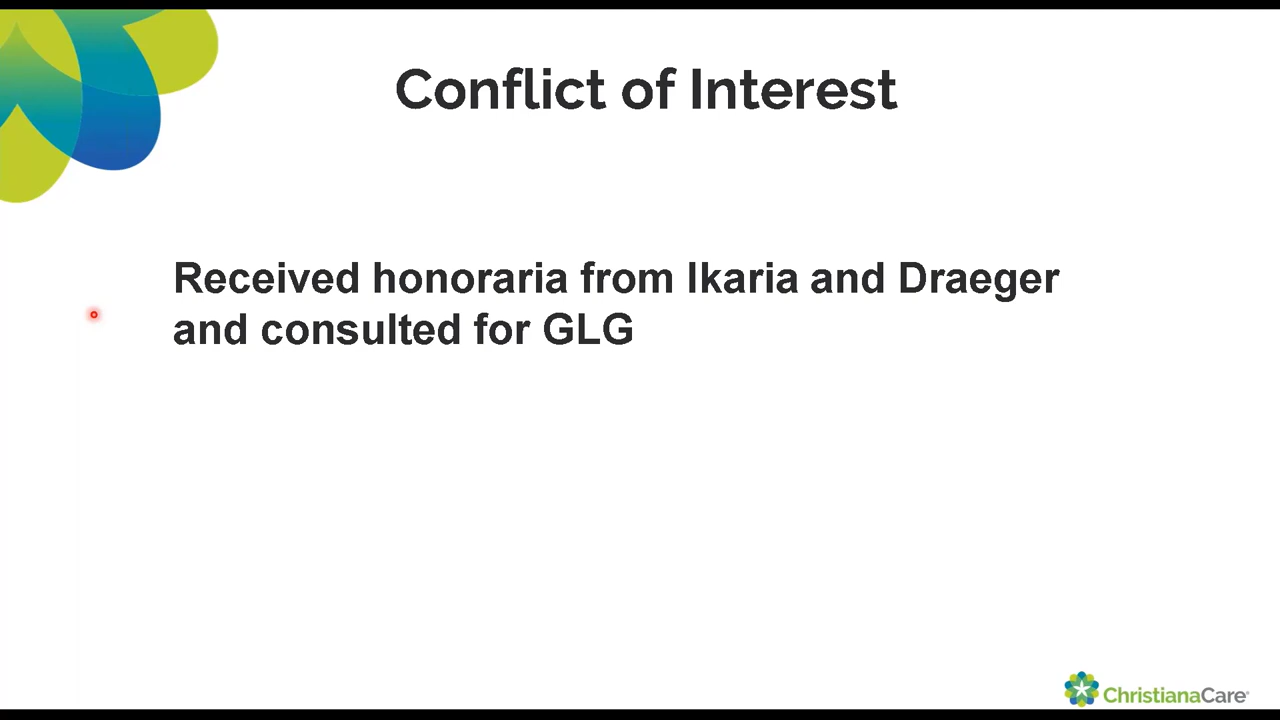 Conflict of Interest
Received honoraria from Ikaria and Draeger
and consulted for GLG
ChristianaCare®